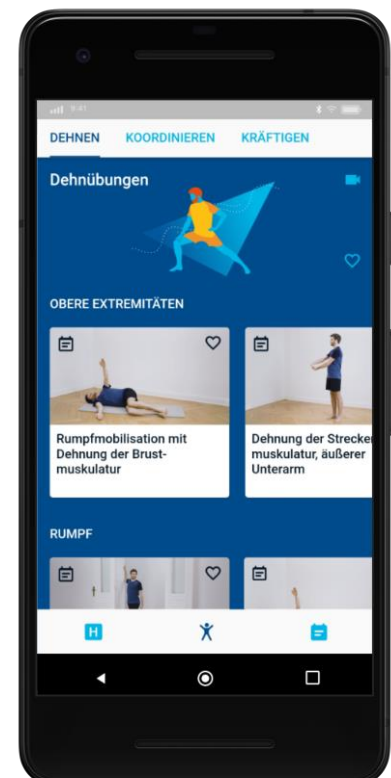 9:41
DEHNEN KOORDINIEREN KRÄFTIGEN
Dehnübungen
OBERE EXTREMITÄTEN
Rumpfmobilisation mit
Dehnung der Brust-
muskulatur
Dehnung der Strecker
muskulatur, äußerer
Unterarm
RUMPF
H